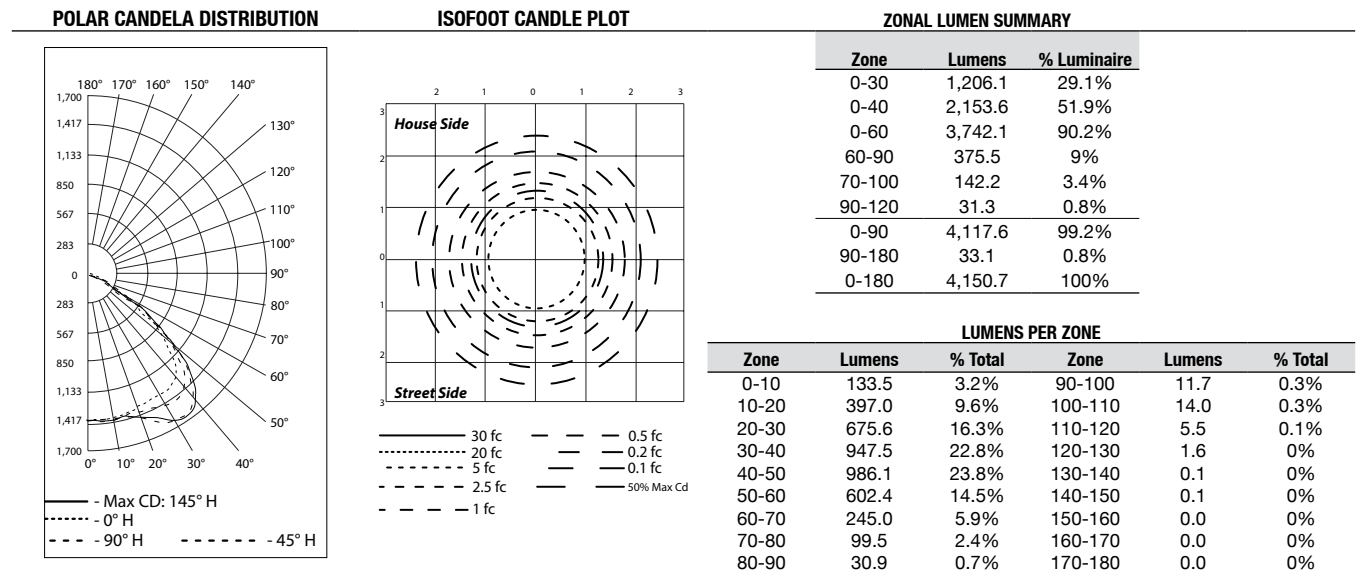 POLAR CANDELA DISTRIBUTION
180° 170° 160° 150° 140°
1,700
1,417
1,133
850
567
283
0
283
567
850
1,133
1,417
1,700
130°
120°
110°
100°
90°
80°
70°
60°
50°
0° 10° 20° 30° 40°
- Max CD: 145° H
- 0° H
- 90° H - 45° H
ISOFOOT CANDLE PLOT
2 1 0 1 2 3
3
2
1
0
1
2
3
House Side
Street Side
30 fc 0.5 fc
20 fc 0.2 fc
5 fc 0.1 fc
2.5 fc 50% Max Cd
1 fc
ZONAL LUMEN SUMMARY
Zone Lumens % Luminaire
0-30 1,206.1 29.1%
0-40 2,153.6 51.9%
0-60 3,742.1 90.2%
60-90 375.5 9%
70-100 142.2 3.4%
90-120 31.3 0.8%
0-90 4,117.6 99.2%
90-180 33.1 0.8%
0-180 4,150.7 100%
LUMENS PER ZONE
Zone Lumens % Total Zone Lumens % Total
0-10 133.5 3.2% 90-100 11.7 0.3%
10-20 397.0 9.6% 100-110 14.0 0.3%
20-30 675.6 16.3% 110-120 5.5 0.1%
30-40 947.5 22.8% 120-130 1.6 0%
40-50 986.1 23.8% 130-140 0.1 0%
50-60 602.4 14.5% 140-150 0.1 0%
60-70 245.0 5.9% 150-160 0.0 0%
70-80 99.5 2.4% 160-170 0.0 0%
80-90 30.9 0.7% 170-180 0.0 0%